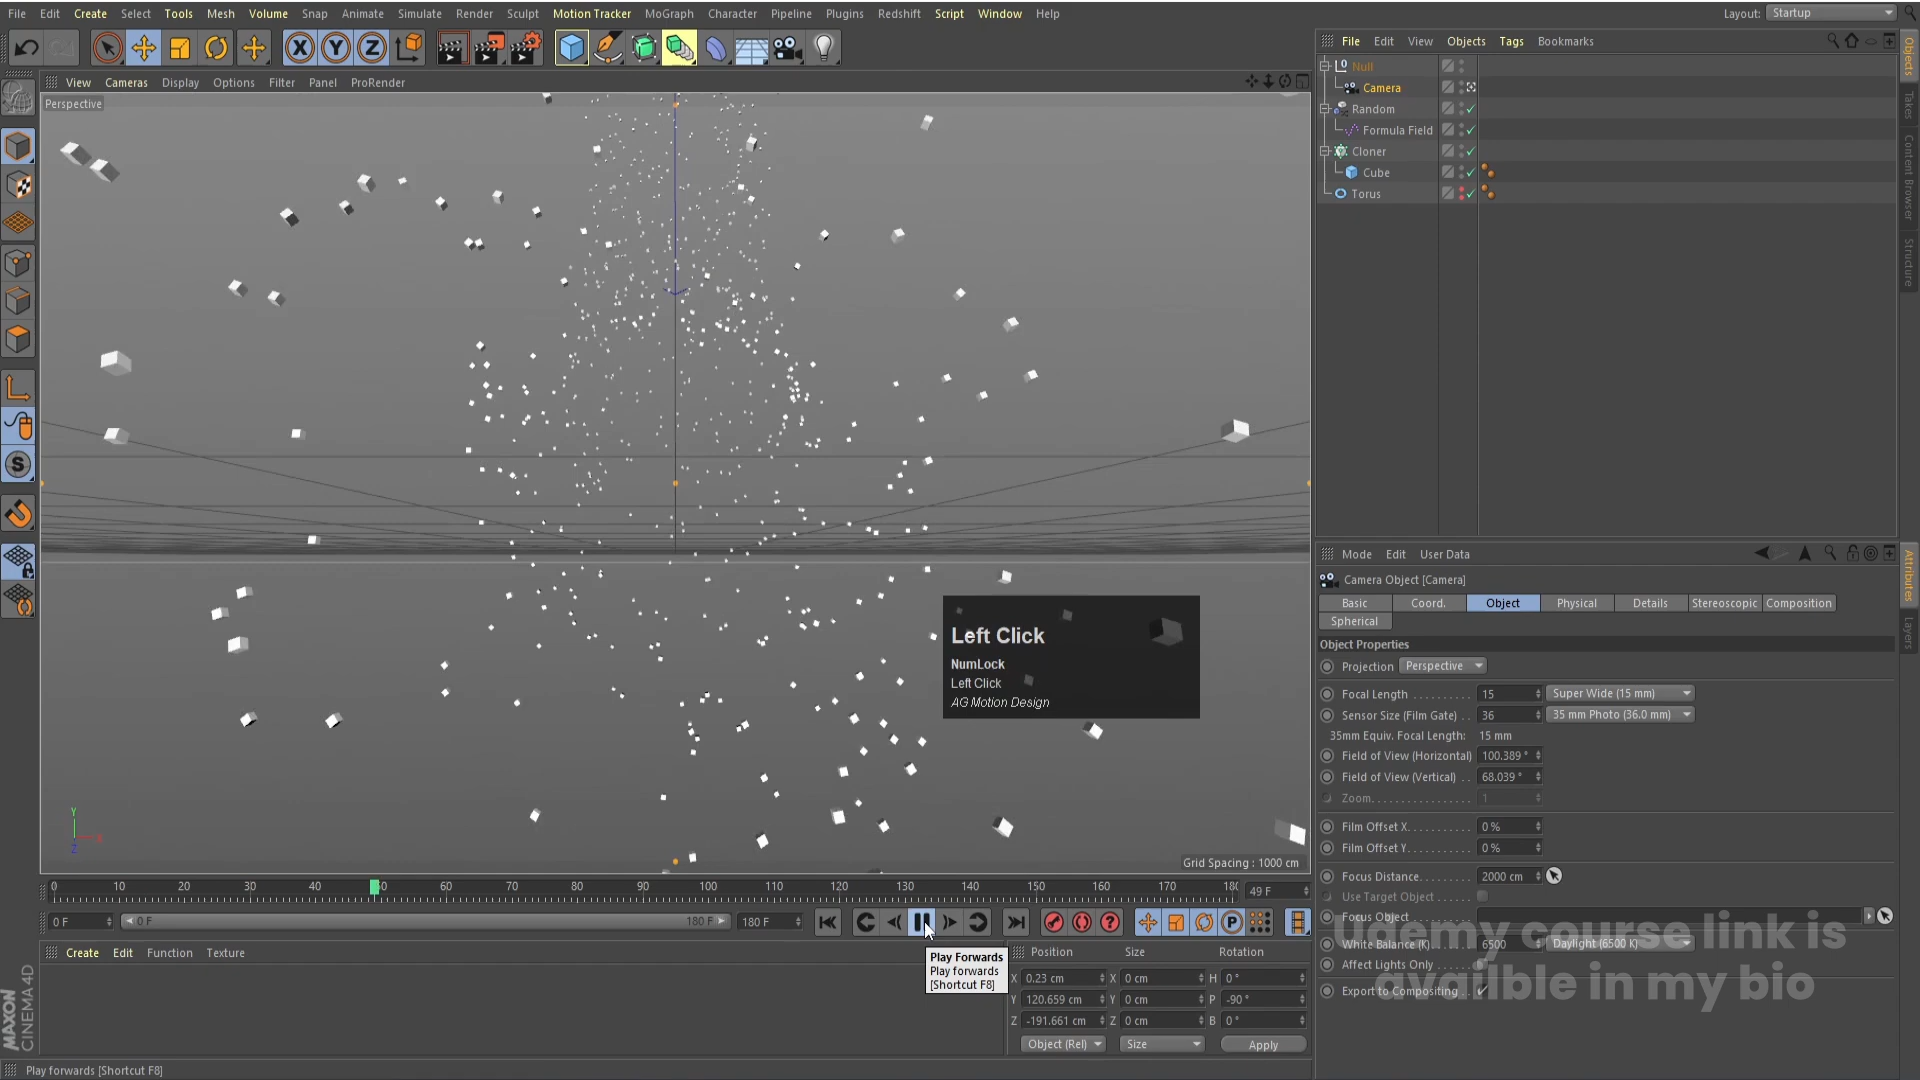 File Edit Create Select Tools Mesh Volume Snap Animate Simulate Render Sculpt Motion Tracker MoGraph Character Pipeline Plugins Redshift Script Window Help
Layout: Startup
X Y Z
File Edit View Objects Tags Bookmarks
View Cameras Display Options Filter Panel ProRender
Perspective
Null
Camera
Random
Formula Field
Cloner
Cube
Torus
Objects
Takes
Content Browser
Structure
Left Click
NumLock
Left Click
AG Motion Design
Grid Spacing : 1000 cm
Mode Edit User Data
Camera Object [Camera]
Basic Coord. Object Physical Details Stereoscopic Composition
Spherical
Object Properties
Projection Perspective
Focal Length 15 Super Wide (15 mm)
Sensor Size (Film Gate) 36 35 mm Photo (36.0 mm)
35mm Equiv. Focal Length: 15 mm
Field of View (Horizontal) 100.389 °
Field of View (Vertical) 68.039 °
Zoom 1
Film Offset X 0 %
Film Offset Y 0 %
Focus Distance 2000 cm
Use Target Object
Focus Object
White Balance (K) 6500 Daylight (6500 K)
Affect Lights Only
Export to Compositing
Attributes
Layers
Udemy course link is
availble in my bio
0 10 20 30 40 50 60 70 80 90 100 110 120 130 140 150 160 170 18
49 F
0 F 0 F 180 F 180 F
Create Edit Function Texture
Play Forwards
Play forwards
[Shortcut F8]
Position Size Rotation
X 0.23 cm X 0 cm H 0 °
Y 120.659 cm Y 0 cm P -90 °
Z -191.661 cm Z 0 cm B 0 °
Object (Rel) Size Apply
MAXON
CINEMA4D
Play forwards [Shortcut F8]